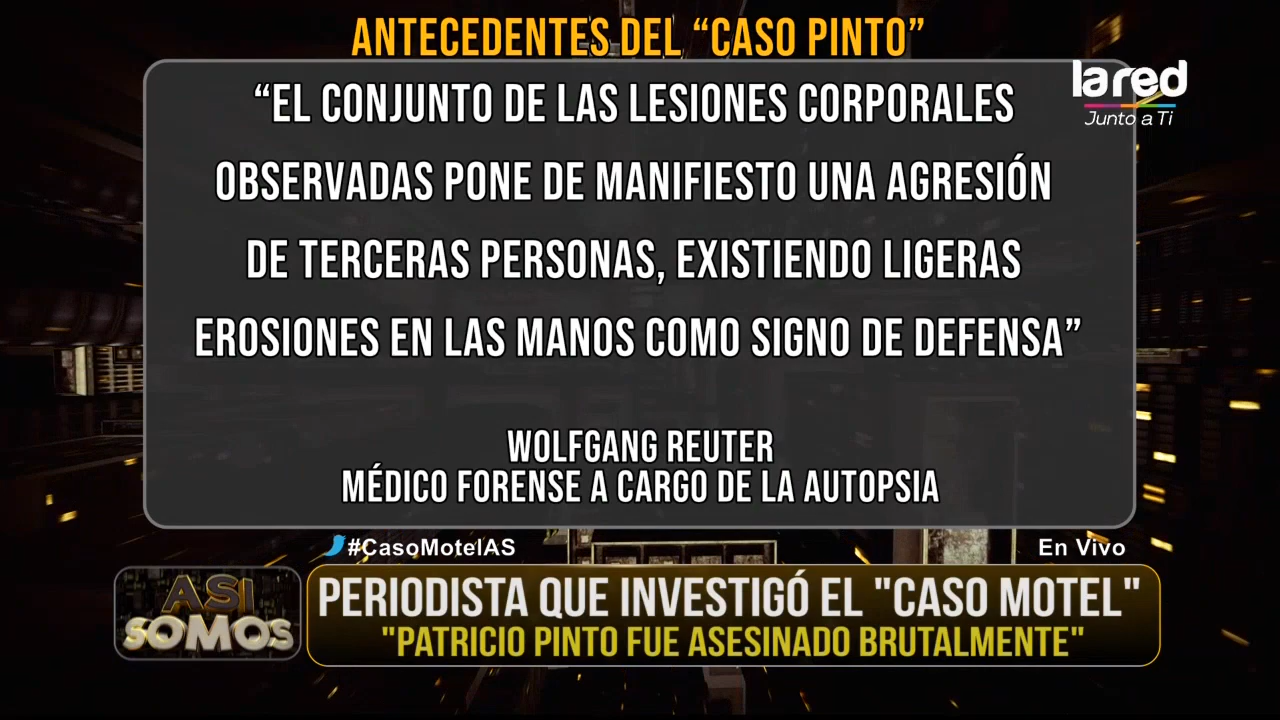 ANTECEDENTES DEL “CASO PINTO”
lared
Junto a Ti
“EL CONJUNTO DE LAS LESIONES CORPORALES
OBSERVADAS PONE DE MANIFIESTO UNA AGRESIÓN
DE TERCERAS PERSONAS, EXISTIENDO LIGERAS
EROSIONES EN LAS MANOS COMO SIGNO DE DEFENSA”
WOLFGANG REUTER
MÉDICO FORENSE A CARGO DE LA AUTOPSIA
#CasoMotelAS
En Vivo
ASI
SOMOS
PERIODISTA QUE INVESTIGÓ EL "CASO MOTEL"
"PATRICIO PINTO FUE ASESINADO BRUTALMENTE"